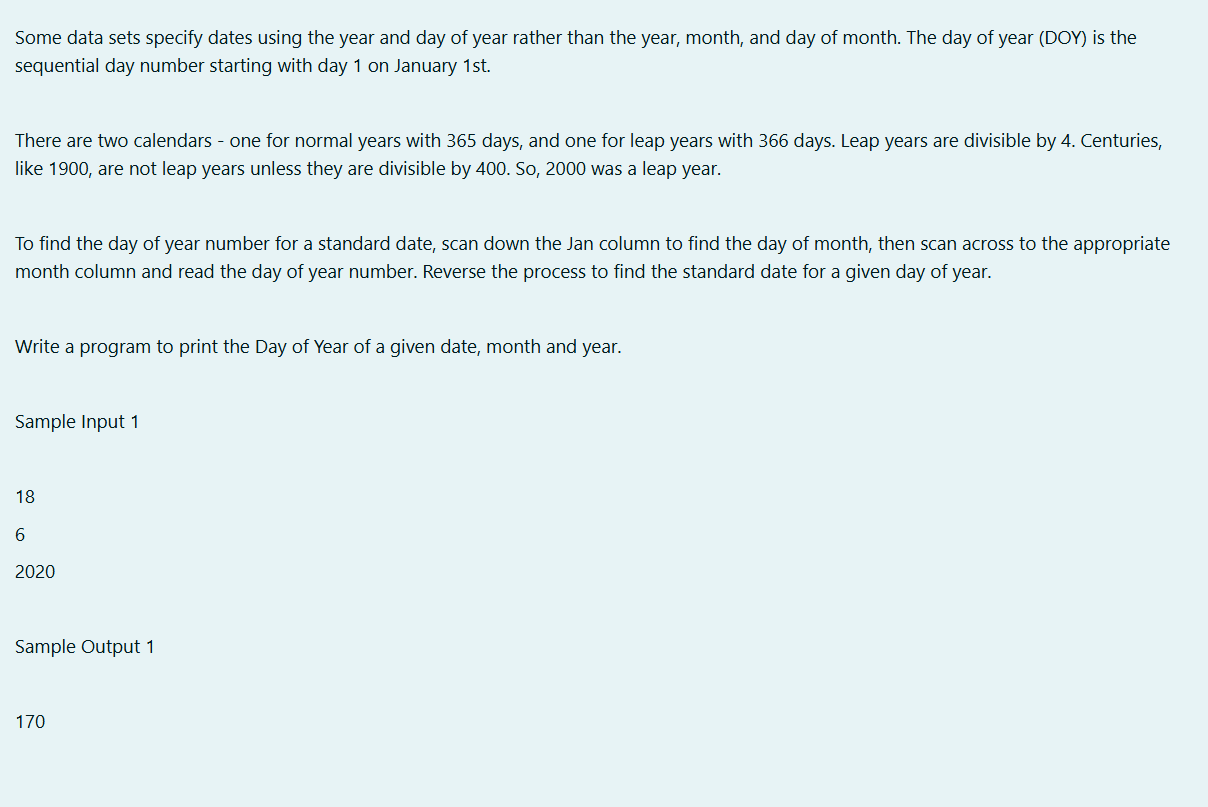 Some data sets specify dates using the year and day of year rather than the year, month, and day of month. The day of year (DOY) is the
sequential day number starting with day 1 on January 1st.
There are two calendars - one for normal years with 365 days, and one for leap years with 366 days. Leap years are divisible by 4. Centuries,
like 1900, are not leap years unless they are divisible by 400. So, 2000 was a leap year.
To find the day of year number for a standard date, scan down the Jan column to find the day of month, then scan across to the appropriate
month column and read the day of year number. Reverse the process to find the standard date for a given day of year.
Write a program to print the Day of Year of a given date, month and year.
Sample Input 1
18
6
2020
Sample Output 1
170